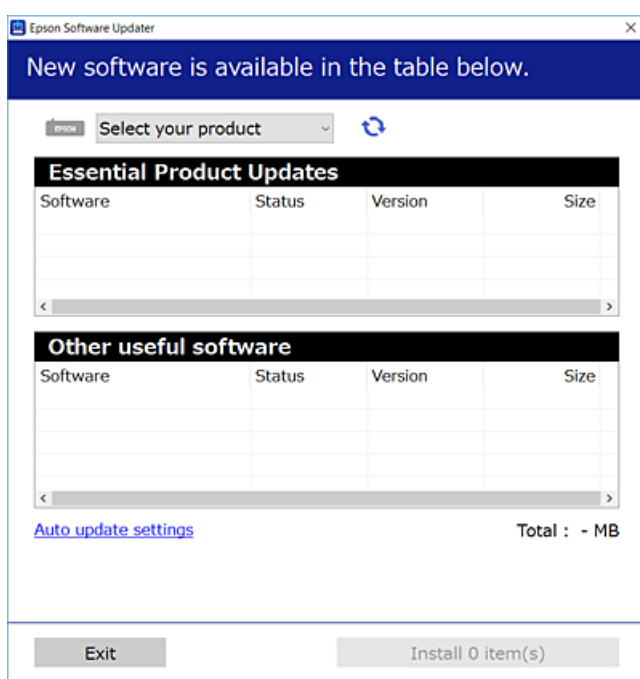 Epson Software Updater
New software is available in the table below.
EPSON Select your product
Essential Product Updates
Software Status Version Size
Other useful software
Software Status Version Size
Auto update settings Total : - MB
Exit Install 0 item(s)